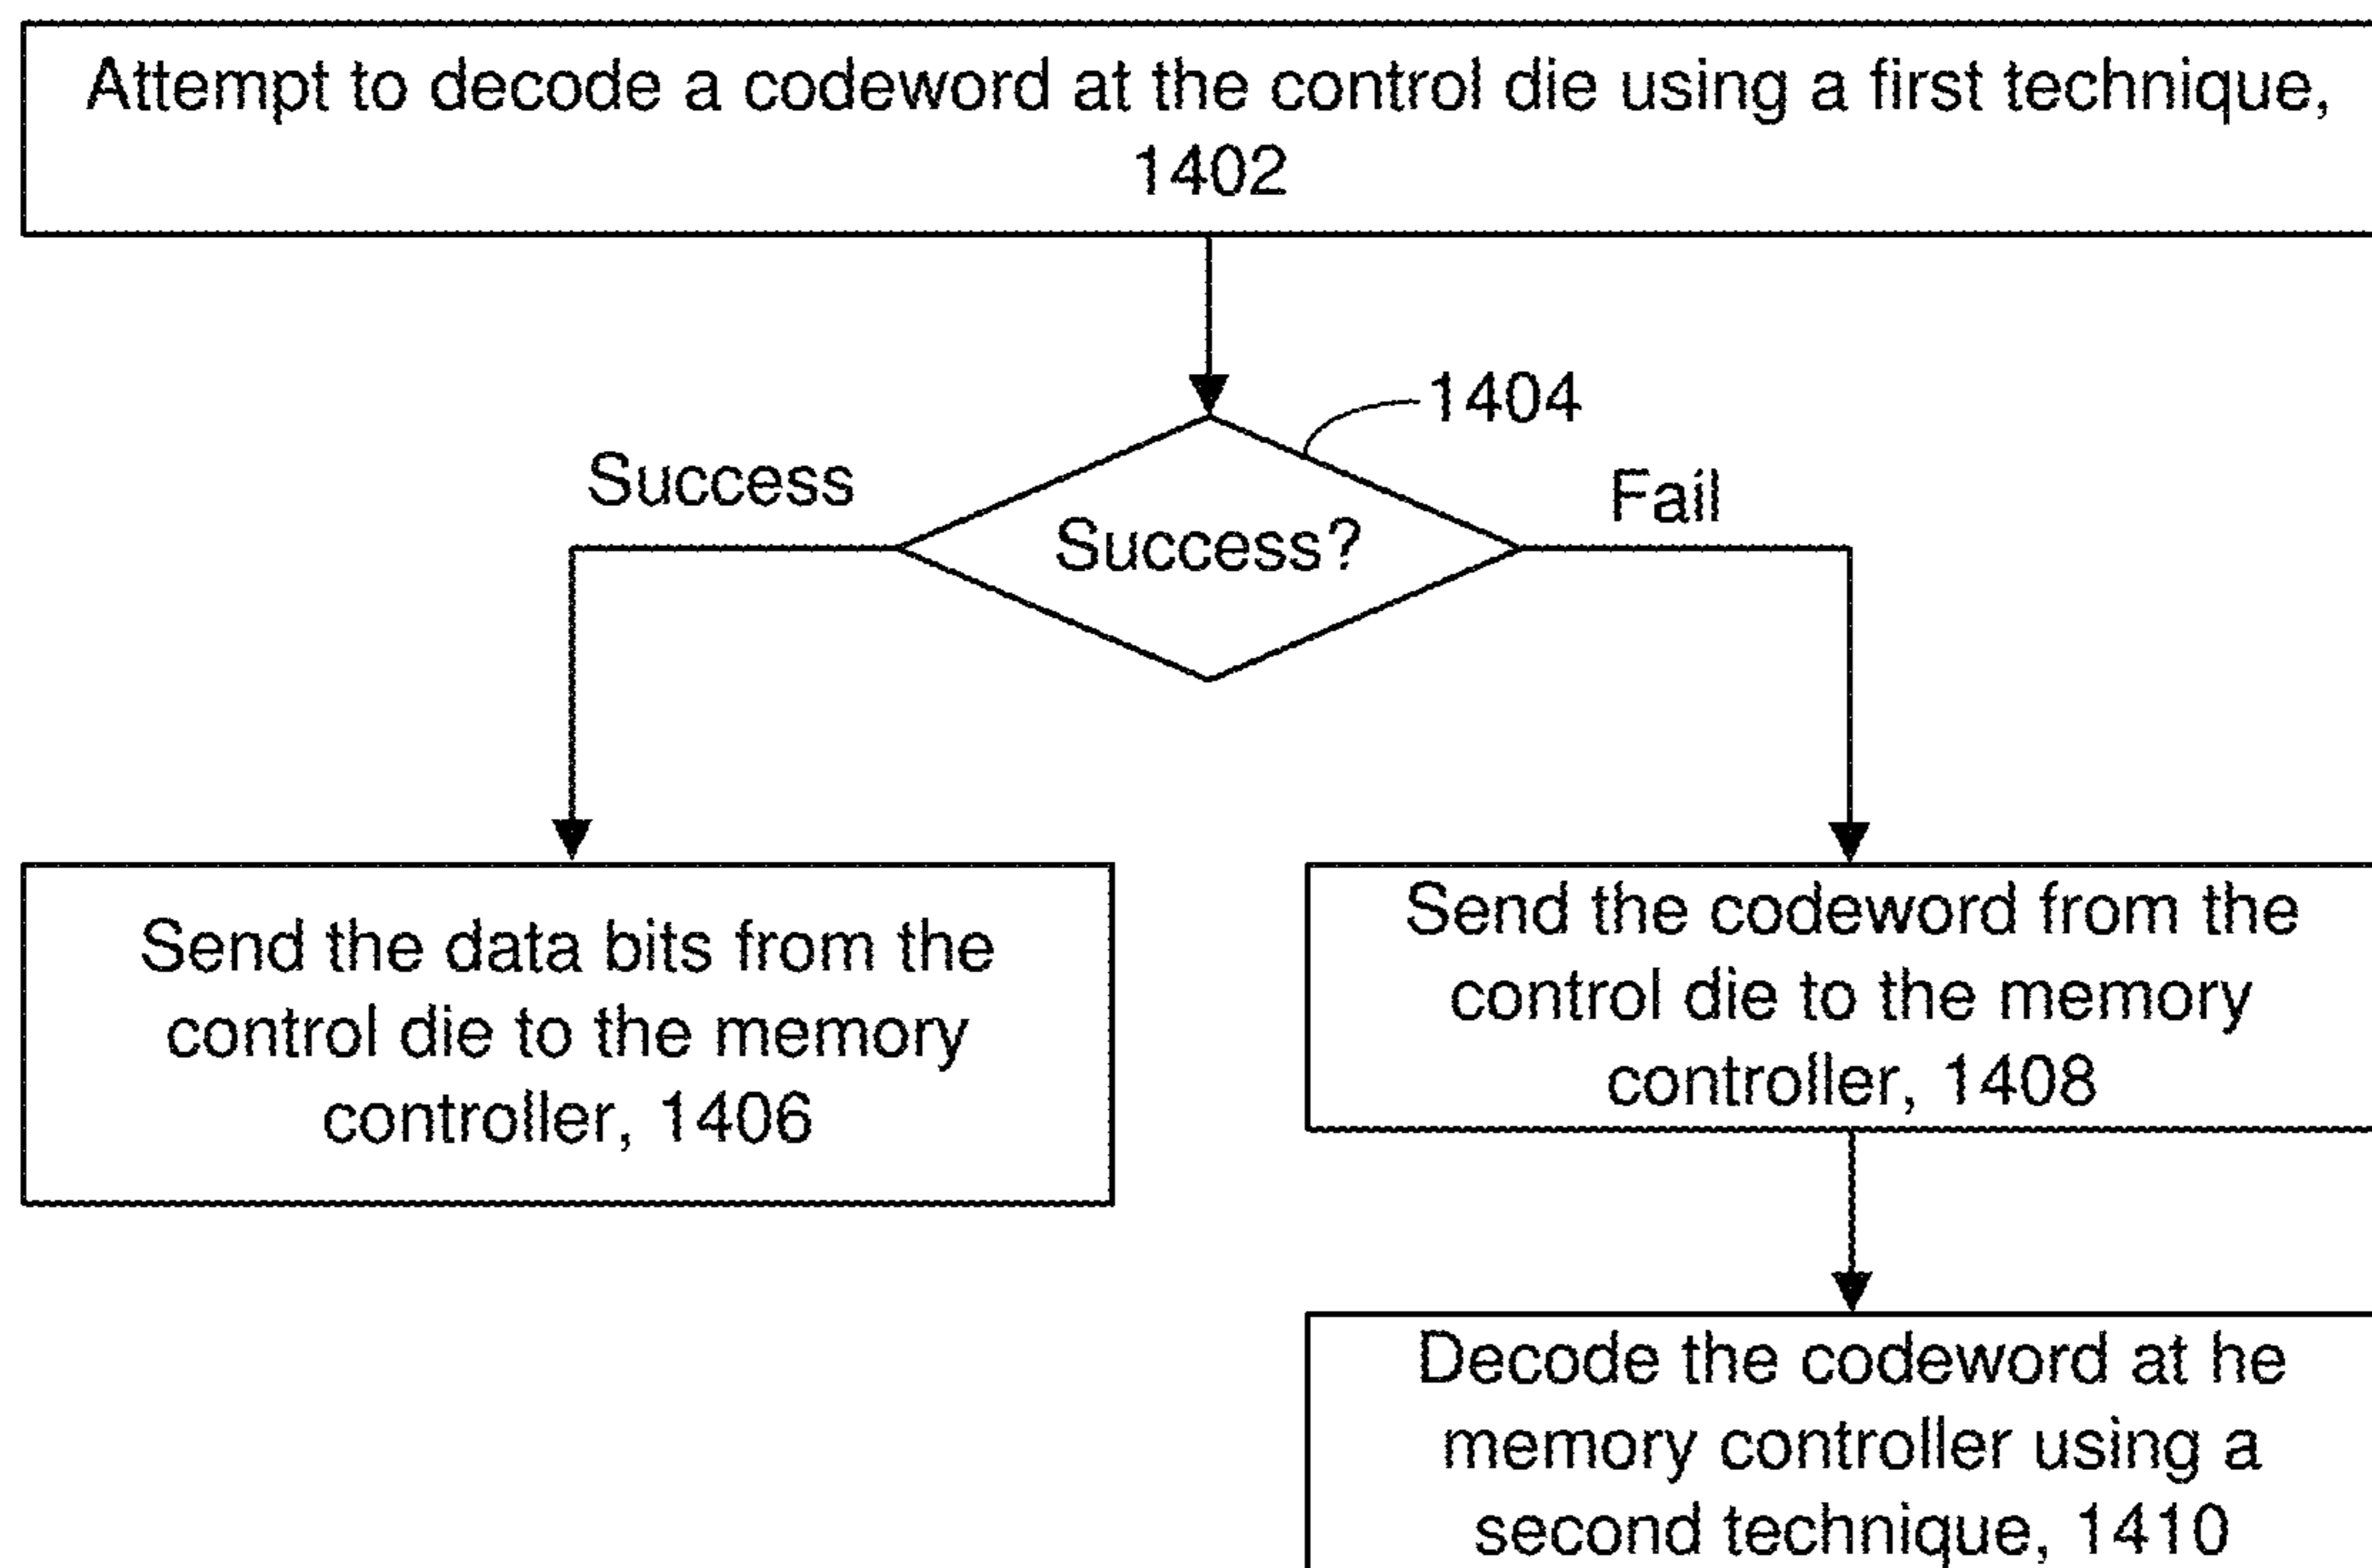 Attempt to decode a codeword at the control die using a first technique,
1402
1404
Success
Fail
Success?
Send the data bits from the
control die to the memory
controller, 1406
Send the codeword from the
control die to the memory
controller, 1408
Decode the codeword at he
memory controller using a
second technique, 1410